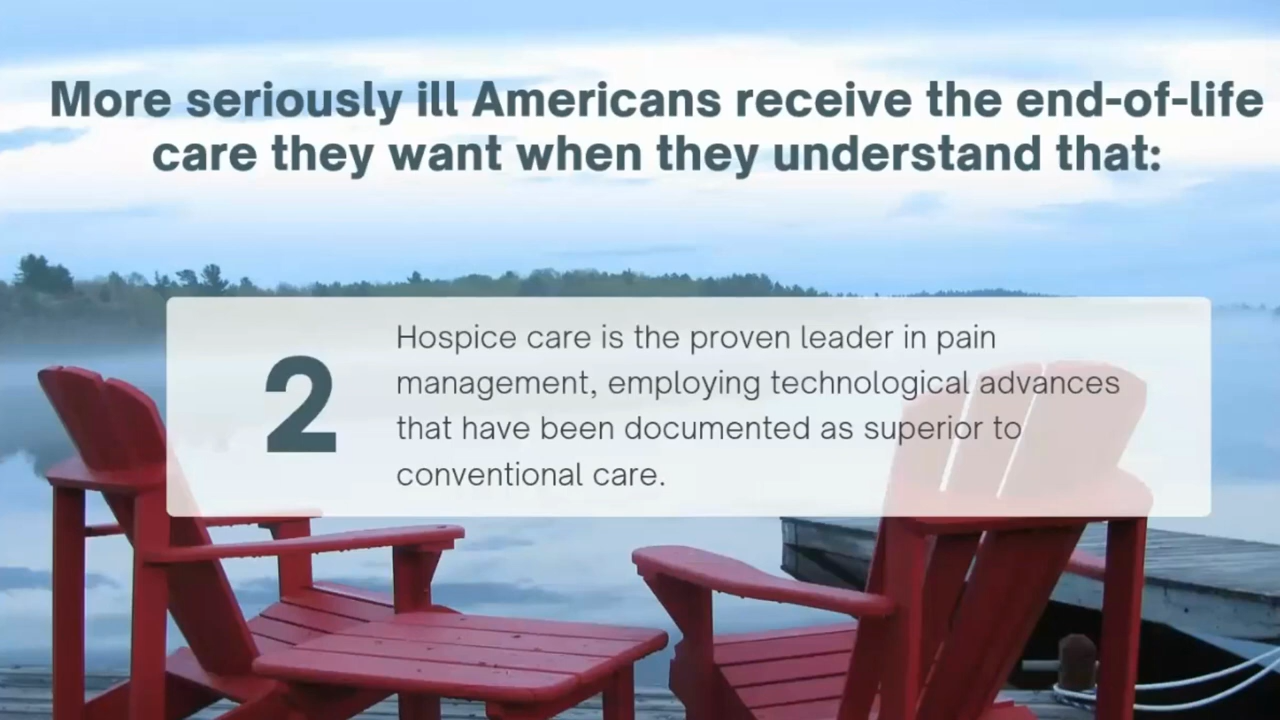 More seriously ill Americans receive the end-of-life
care they want when they understand that:
2
Hospice care is the proven leader in pain
management, employing technological advances
that have been documented as superior to
conventional care.